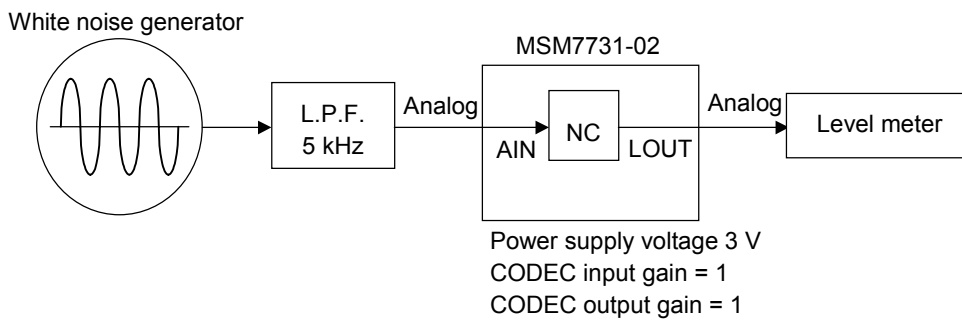 White noise generator
MSM7731-02
L.P.F.
5 kHz
Analog
AIN
NC
LOUT
Analog
Level meter
Power supply voltage 3 V
CODEC input gain = 1
CODEC output gain = 1